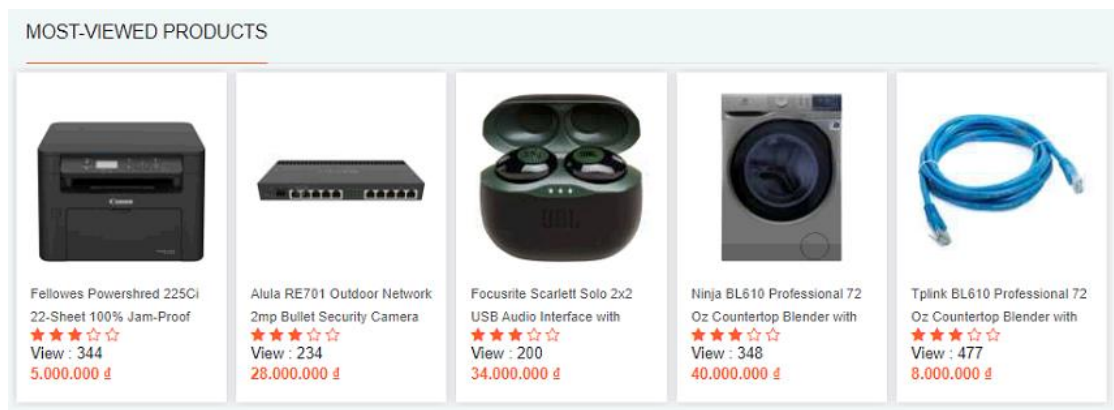 MOST-VIEWED PRODUCTS
Canon
JBL
Fellowes Powershred 225Ci
22-Sheet 100% Jam-Proof
View : 344
5.000.000 ₫
Alula RE701 Outdoor Network
2mp Bullet Security Camera
View : 234
28.000.000 ₫
Focusrite Scarlett Solo 2x2
USB Audio Interface with
View : 200
34.000.000 ₫
Ninja BL610 Professional 72
Oz Countertop Blender with
View : 348
40.000.000 ₫
Tplink BL610 Professional 72
Oz Countertop Blender with
View : 477
8.000.000 ₫